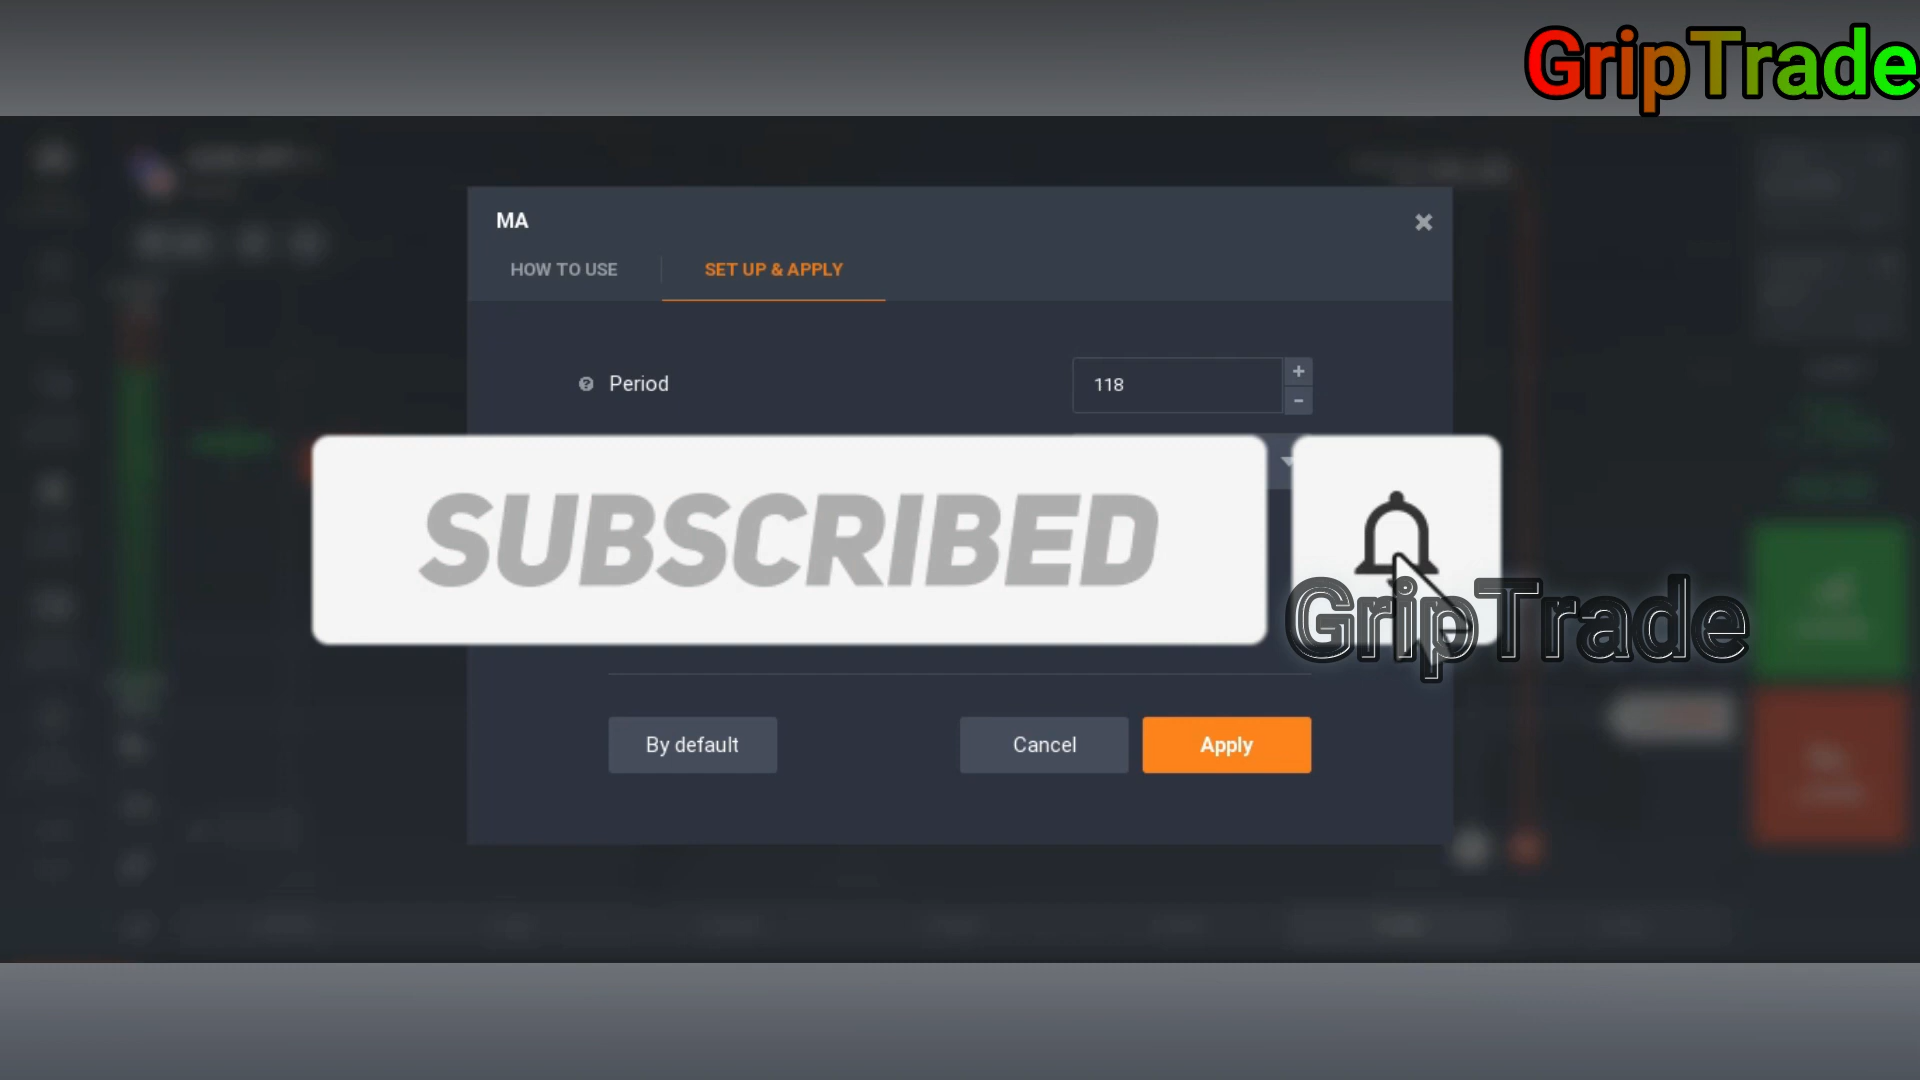 GripTrade
MA
HOW TO USE
SET UP & APPLY
Period
118
SUBSCRIBED
GripTrade
By default
Cancel
Apply